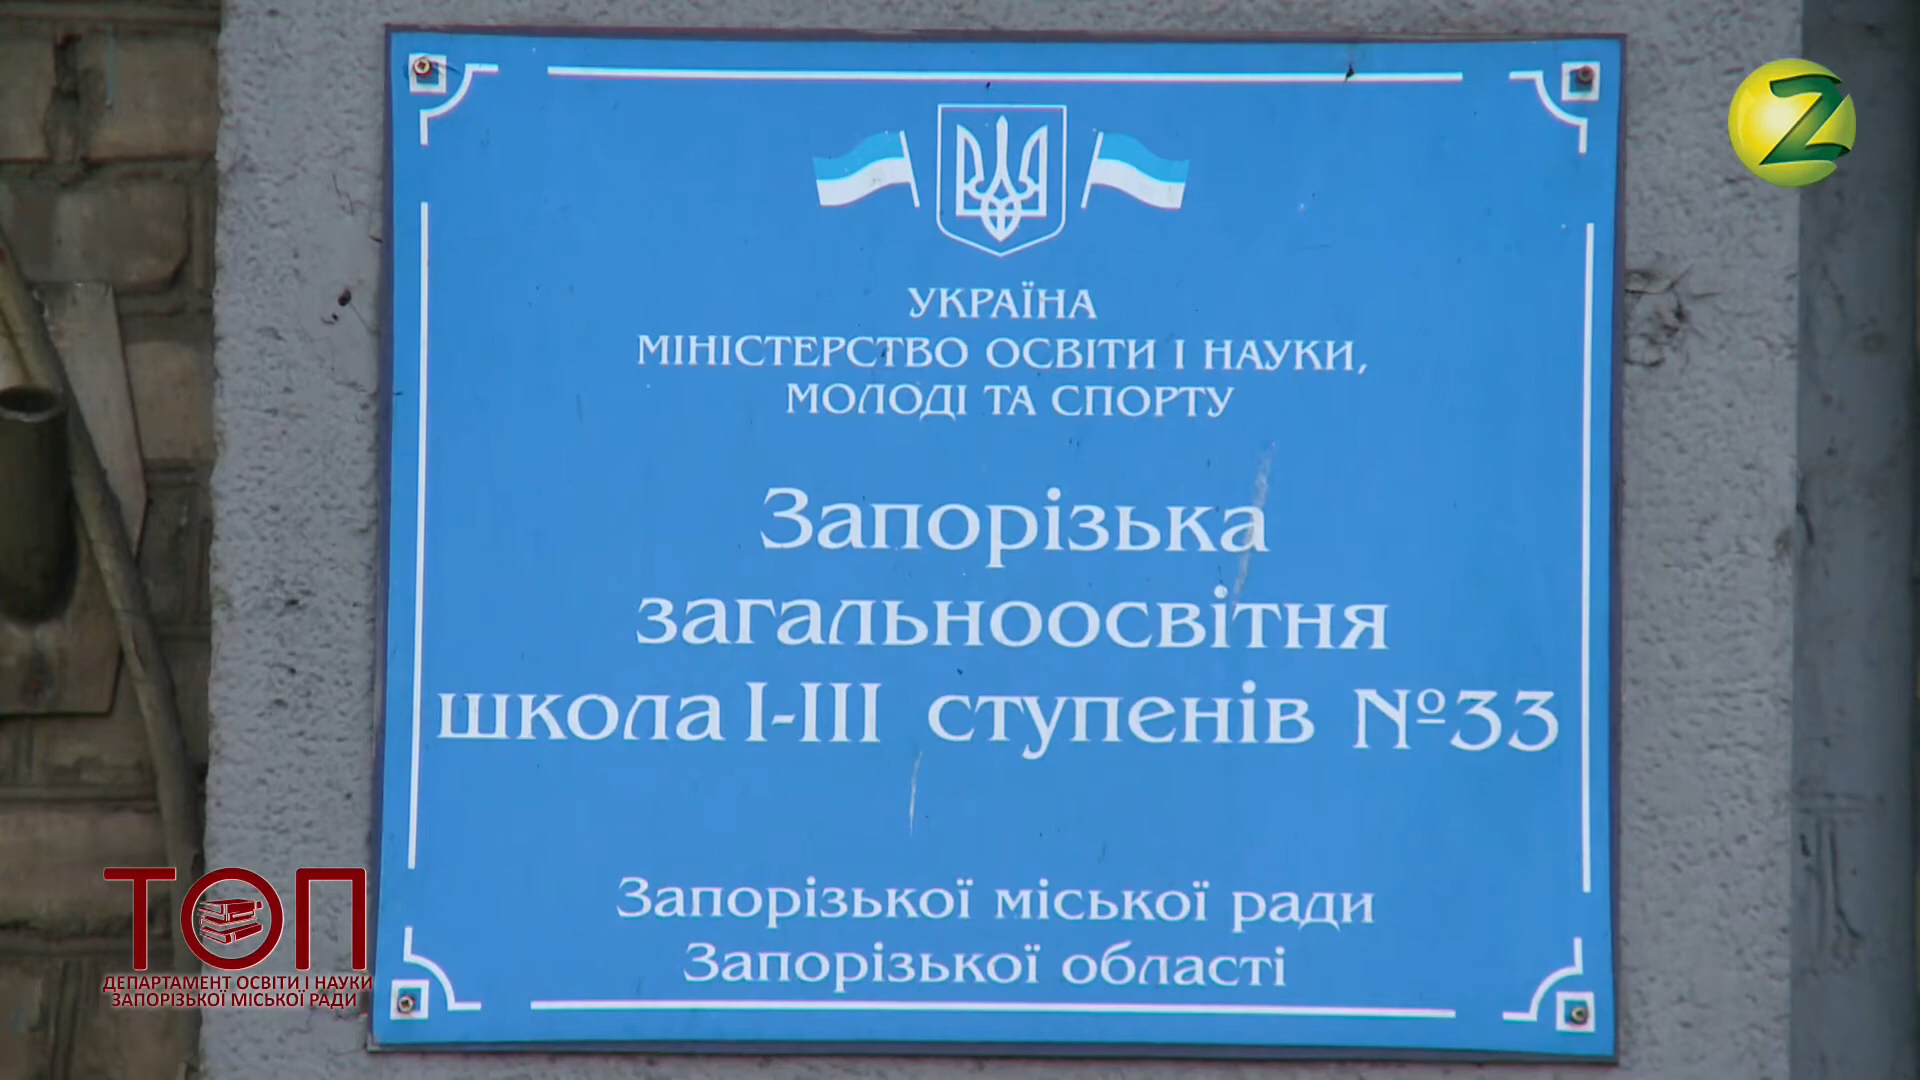 УКРАЇНА
МІНІСТЕРСТВО ОСВІТИ І НАУКИ,
МОЛОДІ ТА СПОРТУ
Запорізька
загальноосвітня
школа І-ІІІ ступенів №33
Запорізької міської ради
Запорізької області
ТОП
ДЕПАРТАМЕНТ ОСВІТИ І НАУКИ
ЗАПОРІЗЬКОЇ МІСЬКОЇ РАДИ
Z